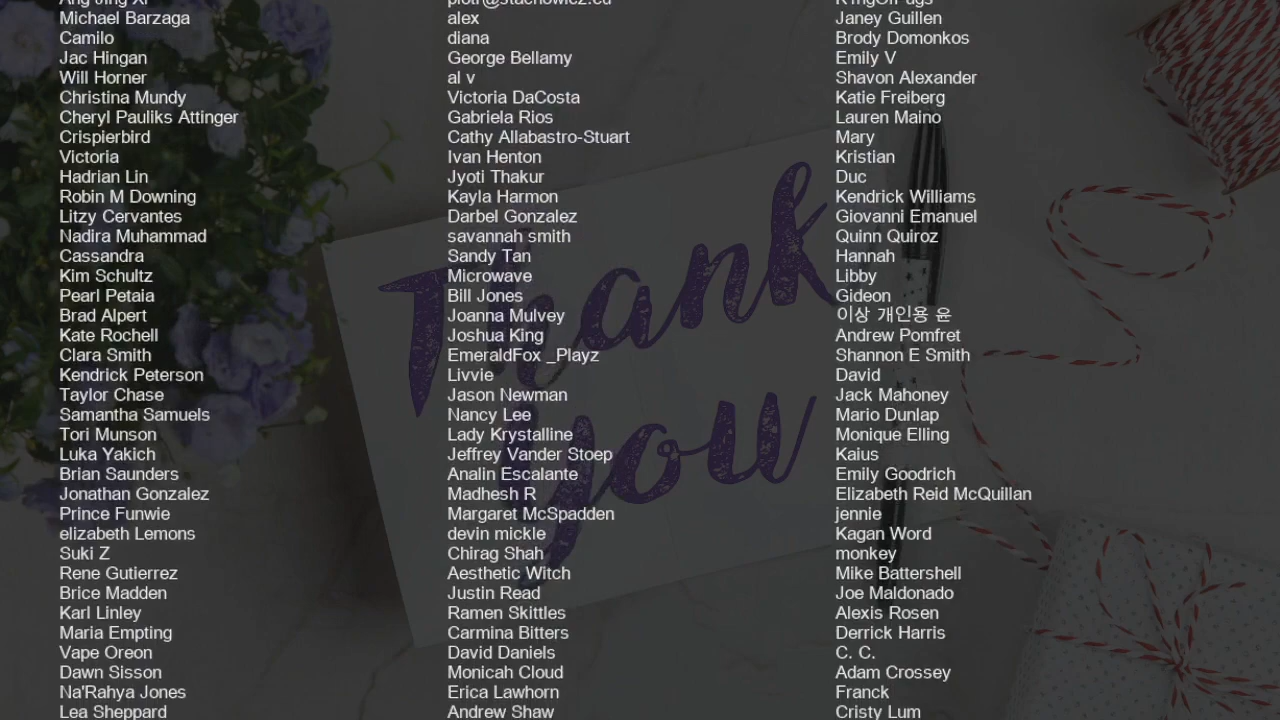 Michael Barzaga
Camilo
Jac Hingan
Will Horner
Christina Mundy
Cheryl Pauliks Attinger
Crispierbird
Victoria
Hadrian Lin
Robin M Downing
Litzy Cervantes
Nadira Muhammad
Cassandra
Kim Schultz
Pearl Petaia
Brad Alpert
Kate Rochell
Clara Smith
Kendrick Peterson
Taylor Chase
Samantha Samuels
Tori Munson
Luka Yakich
Brian Saunders
Jonathan Gonzalez
Prince Funwie
elizabeth Lemons
Suki Z
Rene Gutierrez
Brice Madden
Karl Linley
Maria Empting
Vape Oreon
Dawn Sisson
Na'Rahya Jones
Lea Sheppard
alex
diana
George Bellamy
al v
Victoria DaCosta
Gabriela Rios
Cathy Allabastro-Stuart
Ivan Henton
Jyoti Thakur
Kayla Harmon
Darbel Gonzalez
savannah smith
Sandy Tan
Microwave
Bill Jones
Joanna Mulvey
Joshua King
EmeraldFox _Playz
Livvie
Jason Newman
Nancy Lee
Lady Krystalline
Jeffrey Vander Stoep
Analin Escalante
Madhesh R
Margaret McSpadden
devin mickle
Chirag Shah
Aesthetic Witch
Justin Read
Ramen Skittles
Carmina Bitters
David Daniels
Monicah Cloud
Erica Lawhorn
Andrew Shaw
Janey Guillen
Brody Domonkos
Emily V
Shavon Alexander
Katie Freiberg
Lauren Maino
Mary
Kristian
Duc
Kendrick Williams
Giovanni Emanuel
Quinn Quiroz
Hannah
Libby
Gideon
이상 개인용 윤
Andrew Pomfret
Shannon E Smith
David
Jack Mahoney
Mario Dunlap
Monique Elling
Kaius
Emily Goodrich
Elizabeth Reid McQuillan
jennie
Kagan Word
monkey
Mike Battershell
Joe Maldonado
Alexis Rosen
Derrick Harris
C. C.
Adam Crossey
Franck
Cristy Lum
Thank
you